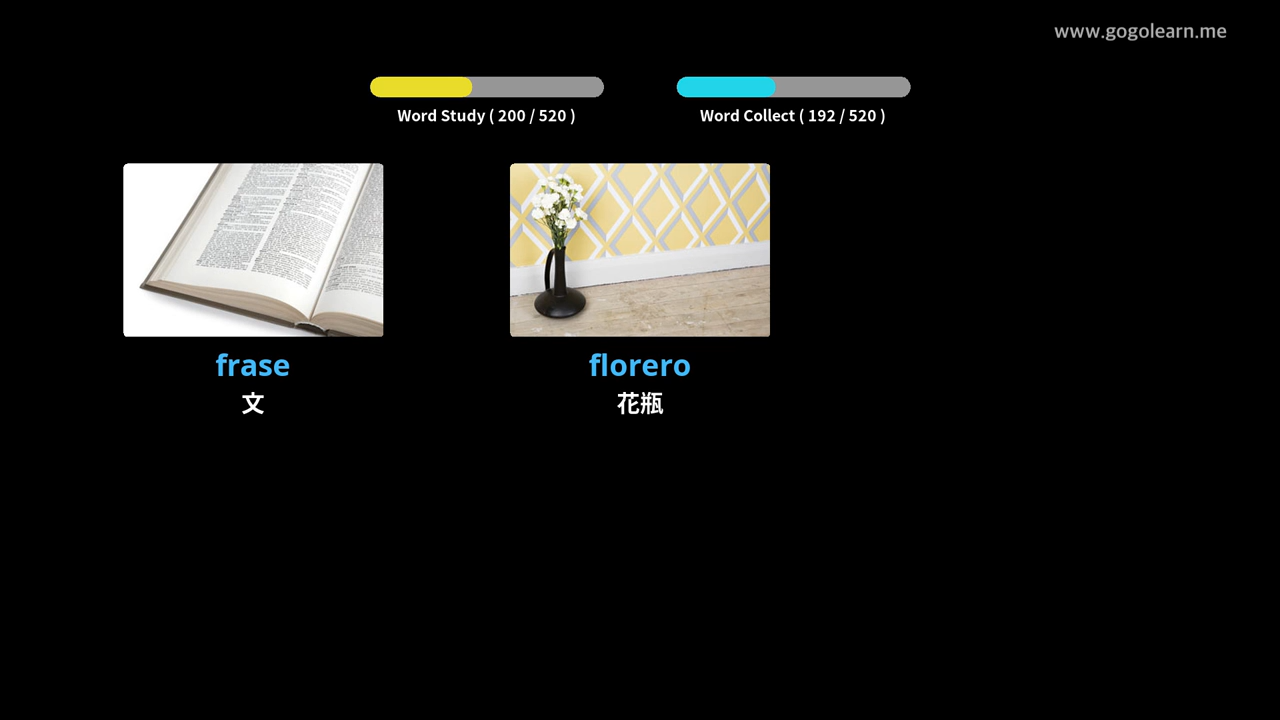 www.gogolearn.me
Word Study ( 200 / 520 )
Word Collect ( 192 / 520 )
frase
florero
文
花瓶